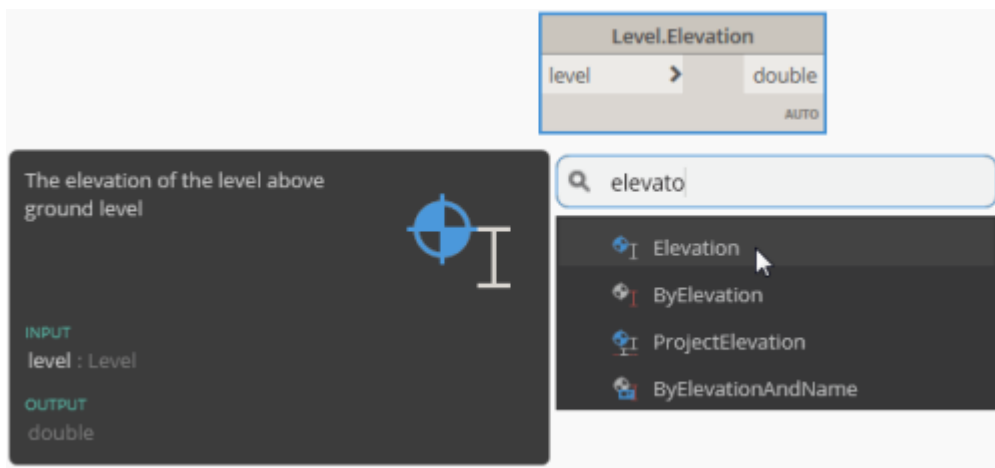 Level.Elevation
level > double
AUTO
The elevation of the level above
ground level
INPUT
level : Level
OUTPUT
double
elevato
Elevation
ByElevation
ProjectElevation
ByElevationAndName